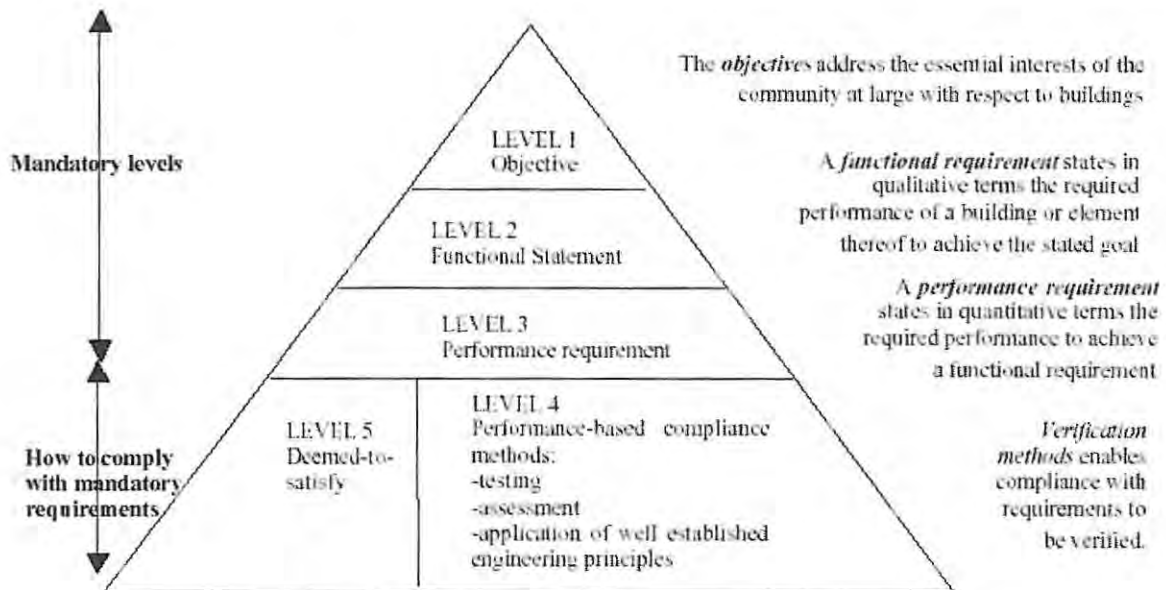 The objectives address the essential interests of the
community at large with respect to buildings
LEVEL 1
Objective
Mandatory levels
A functional requirement states in
qualitative terms the required
performance of a building or element
thereof to achieve the stated goal
LEVEL 2
Functional Statement
A performance requirement
states in quantitative terms the
required performance to achieve
a functional requirement
LEVEL 3
Performance requirement
LEVEL 5
Deemed-to-
satisfy
LEVEL 4
Performance-based compliance
methods:
-testing
-assessment
-application of well established
engineering principles
How to comply
with mandatory
requirements
Verification
methods enables
compliance with
requirements to
be verified.